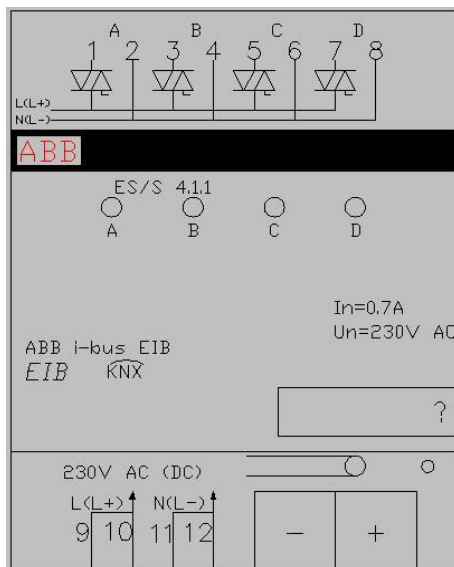 A B C D
1 2 3 4 5 6 7 8
L(L+)
N(L-)
ABB
ES/S 4.1.1
A B C D
In=0.7A
Un=230V AC
ABB i-bus EIB
EIB KNX
?
230V AC (DC)
L(L+) N(L-)
9 10 11 12 - +